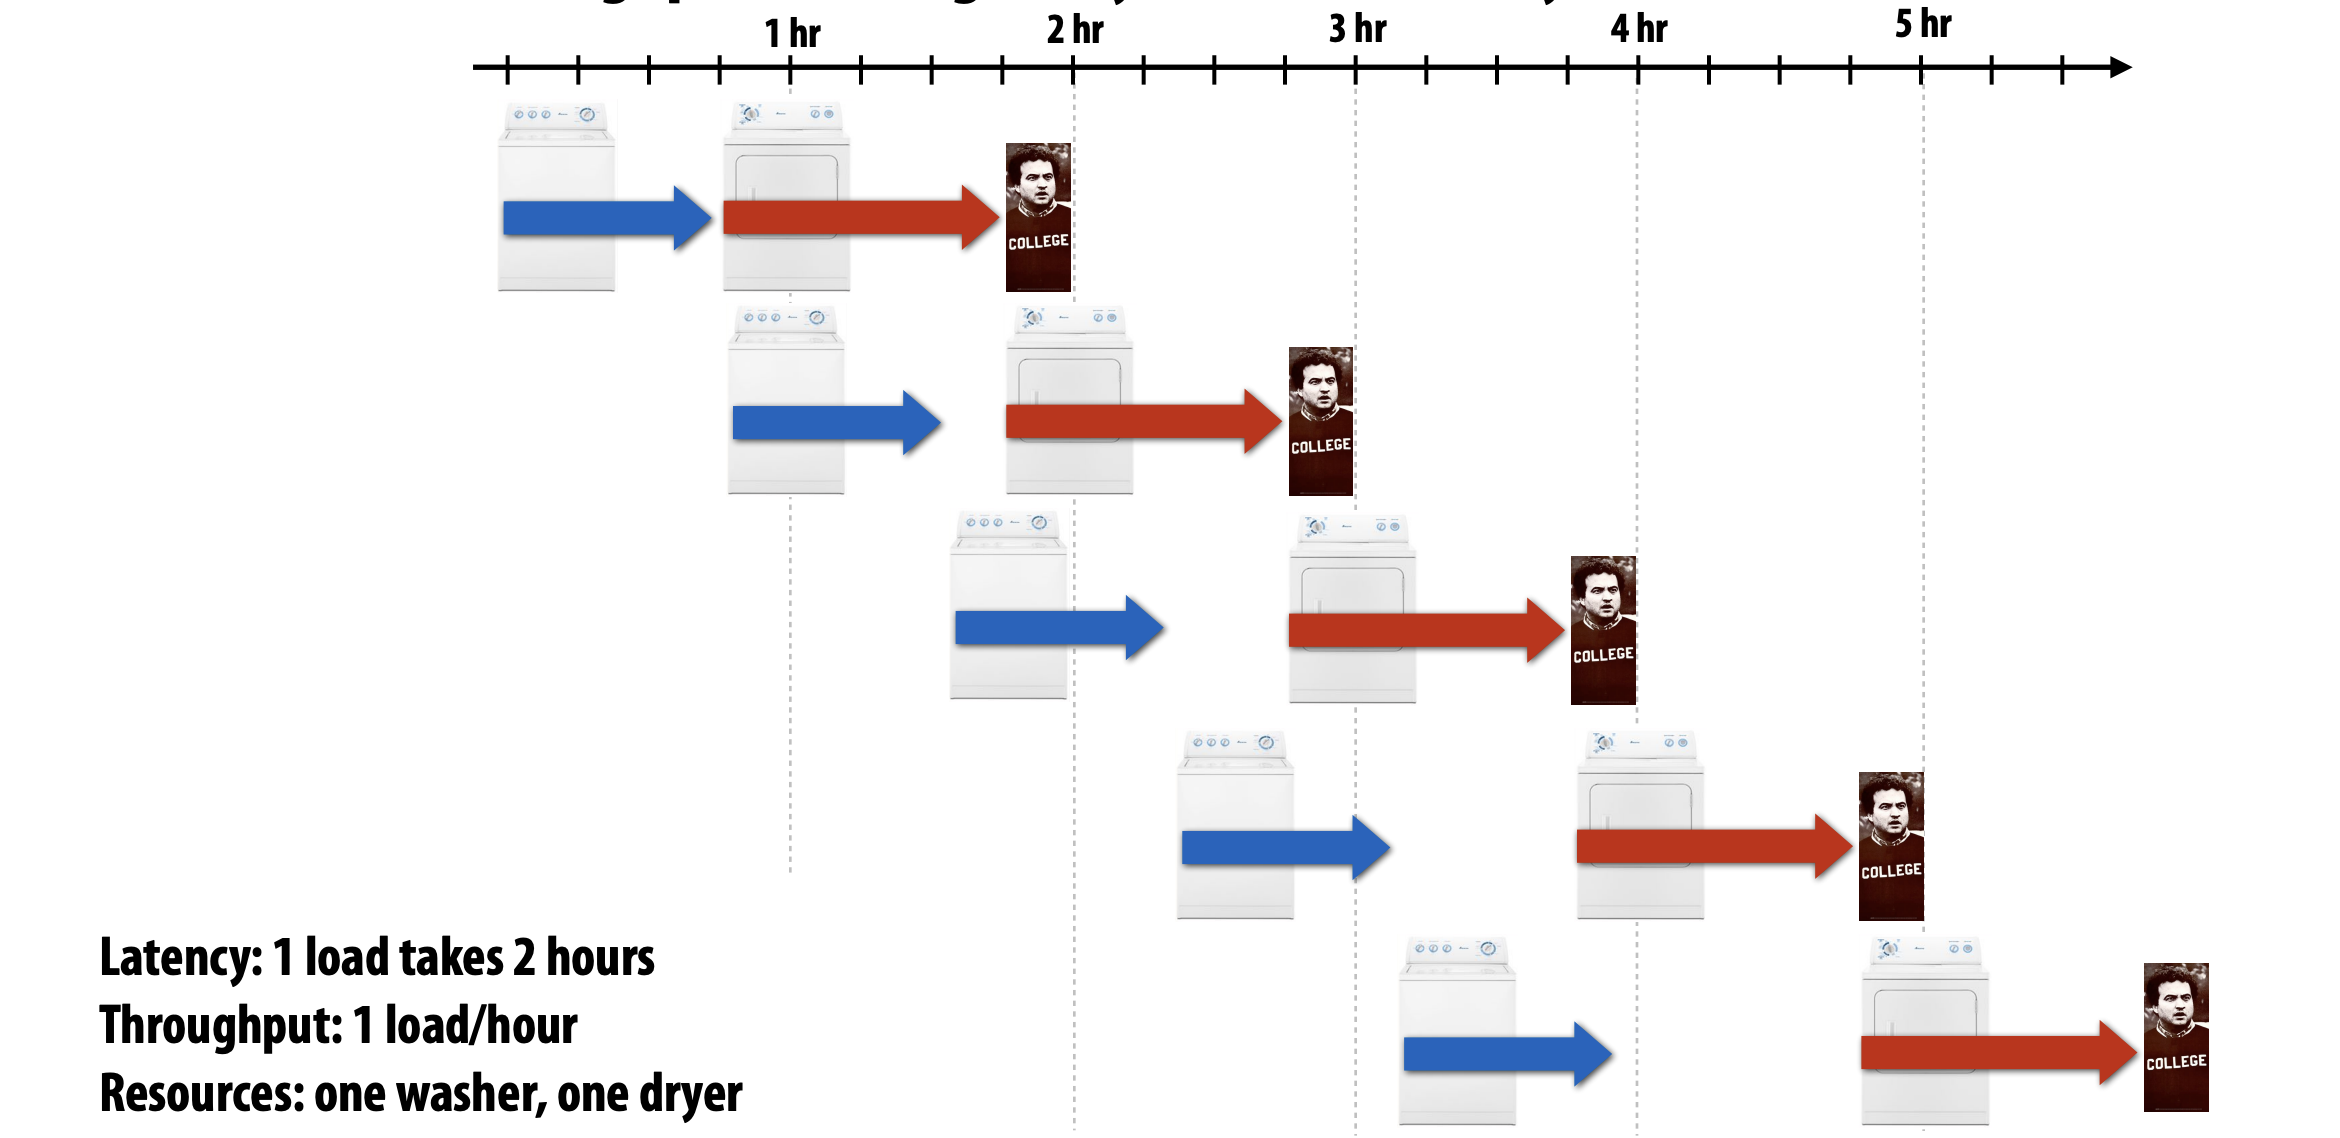 1 hr 2 hr 3 hr 4 hr 5 hr
COLLEGE
COLLEGE
COLLEGE
COLLEGE
COLLEGE
Latency: 1 load takes 2 hours
Throughput: 1 load/hour
Resources: one washer, one dryer